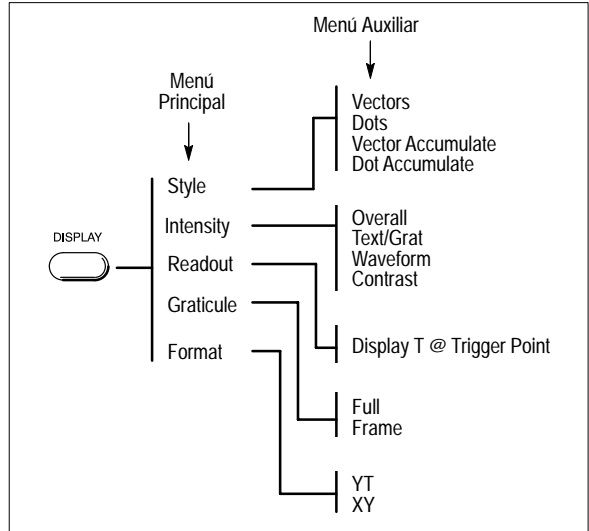 Menú Auxiliar
Menú
Principal
Vectors
Dots
Vector Accumulate
Dot Accumulate
Style
Intensity
Overall
Text/Grat
Waveform
Contrast
DISPLAY
Readout
Graticule
Display T @ Trigger Point
Format
Full
Frame
YT
XY